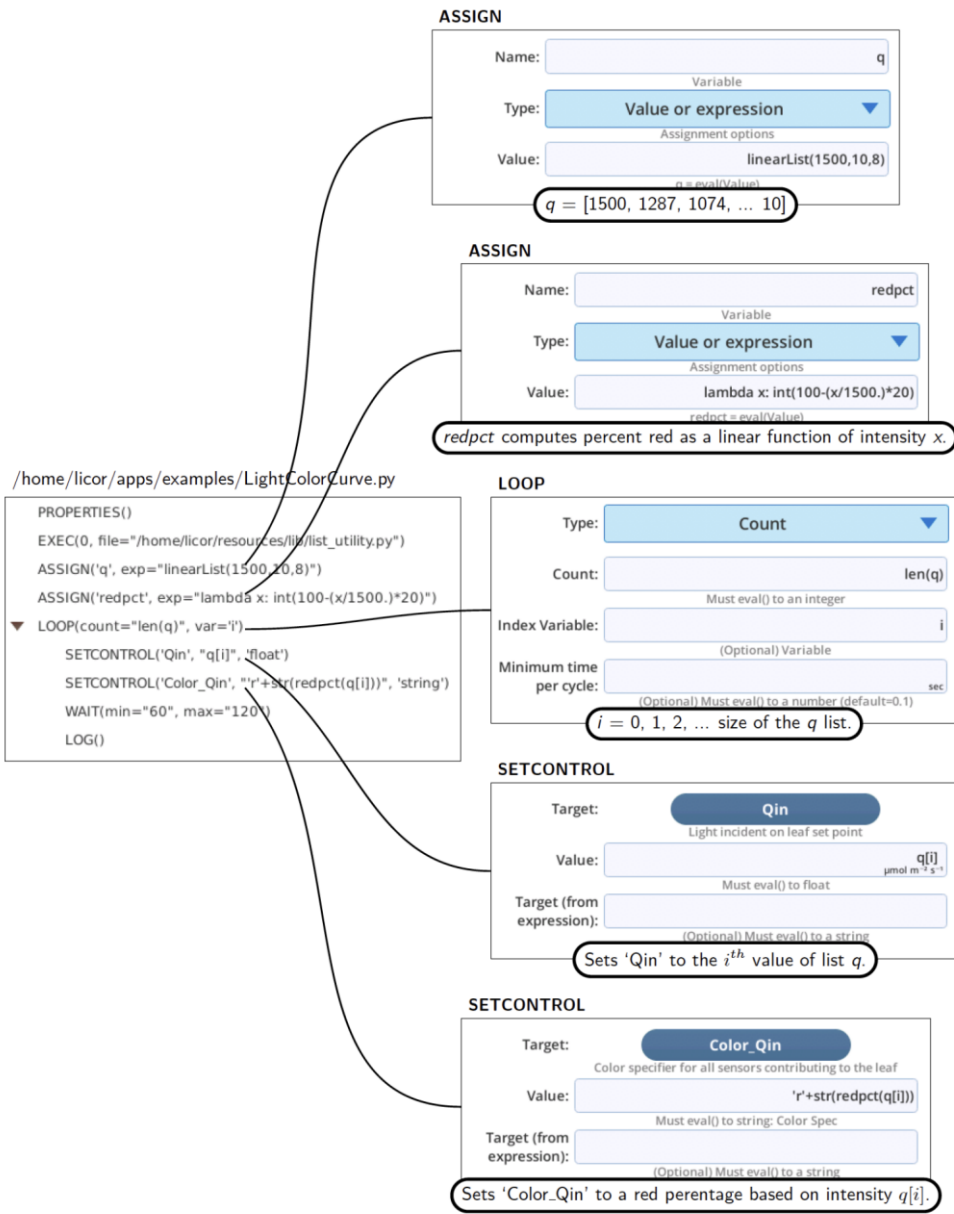 ASSIGN
Name:
q
Variable
Type:
Value or expression
Assignment options
Value:
linearList(1500,10,8)
q = eval(Value)
q = [1500, 1287, 1074, ... 10]
ASSIGN
Name:
redpct
Variable
Type:
Value or expression
Assignment options
Value:
lambda x: int(100-(x/1500.)*20)
redpct = eval(Value)
redpct computes percent red as a linear function of intensity x.
/home/licor/apps/examples/LightColorCurve.py
PROPERTIES()
EXEC(0, file="/home/licor/resources/lib/list_utility.py")
ASSIGN('q', exp="linearList(1500,10,8)")
ASSIGN('redpct', exp="lambda x: int(100-(x/1500.)*20)")
LOOP(count="len(q)", var='i')
SETCONTROL('Qin', "q[i]", 'float')
SETCONTROL('Color_Qin', "'r'+str(redpct(q[i]))", 'string')
WAIT(min="60", max="120")
LOG()
LOOP
Type:
Count
Count:
len(q)
Must eval() to an integer
Index Variable:
i
(Optional) Variable
Minimum time
per cycle:
sec
(Optional) Must eval() to a number (default=0.1)
i = 0, 1, 2, ... size of the q list.
SETCONTROL
Target:
Qin
Light incident on leaf set point
Value:
q[i]
µmol m⁻² s⁻¹
Must eval() to float
Target (from
expression):
(Optional) Must eval() to a string
Sets 'Qin' to the iᵗʰ value of list q.
SETCONTROL
Target:
Color_Qin
Color specifier for all sensors contributing to the leaf
Value:
'r'+str(redpct(q[i]))
Must eval() to string: Color Spec
Target (from
expression):
(Optional) Must eval() to a string
Sets 'Color_Qin' to a red perentage based on intensity q[i].